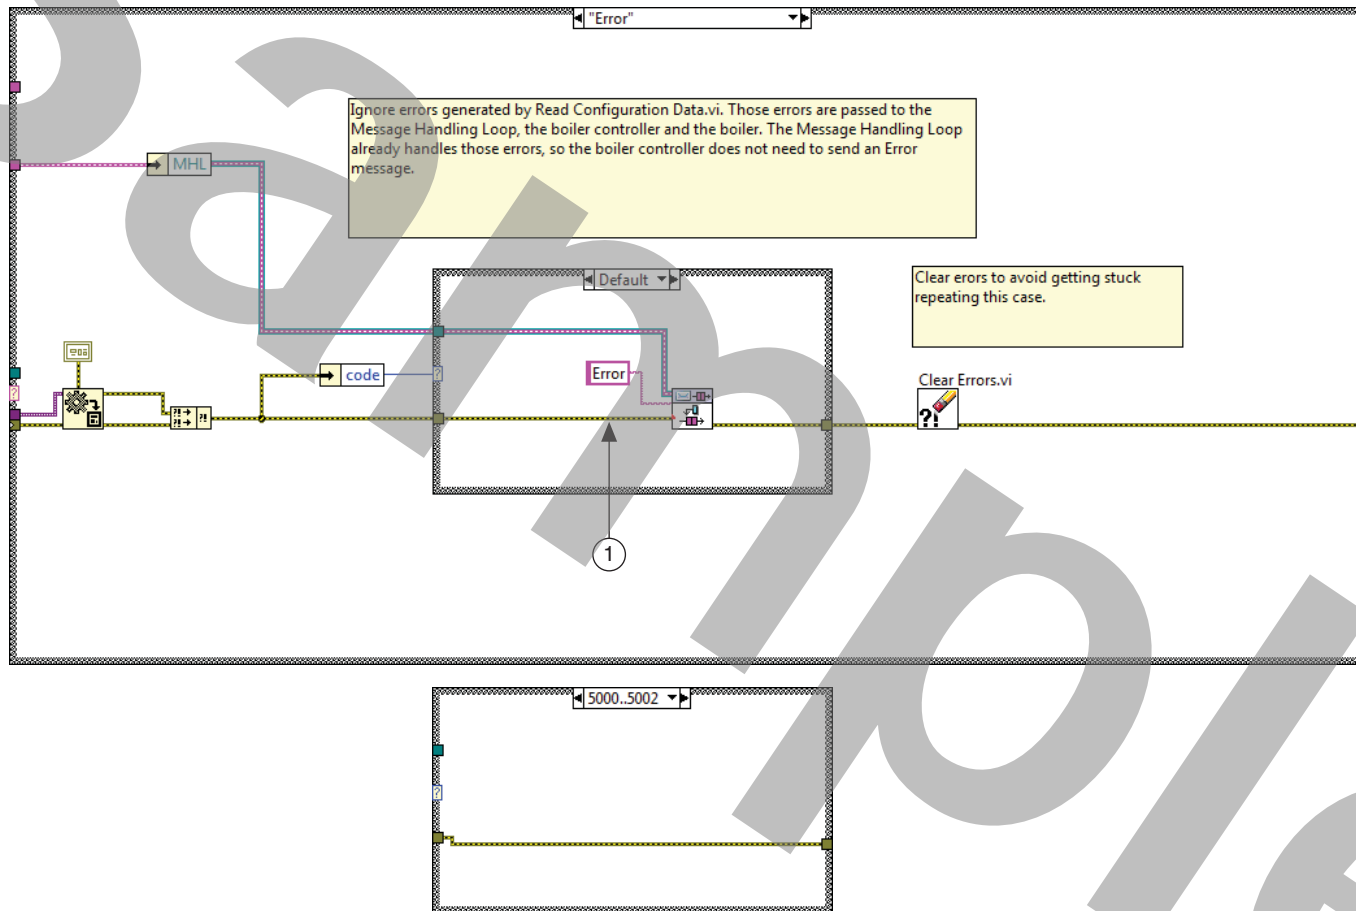 "Error"
Ignore errors generated by Read Configuration Data.vi. Those errors are passed to the
Message Handling Loop, the boiler controller and the boiler. The Message Handling Loop
already handles those errors, so the boiler controller does not need to send an Error
message.
MHL
Default
Clear erors to avoid getting stuck
repeating this case.
code
?
Error
Clear Errors.vi
?
?!
?!
?!
?!
1
5000..5002
?
Sample